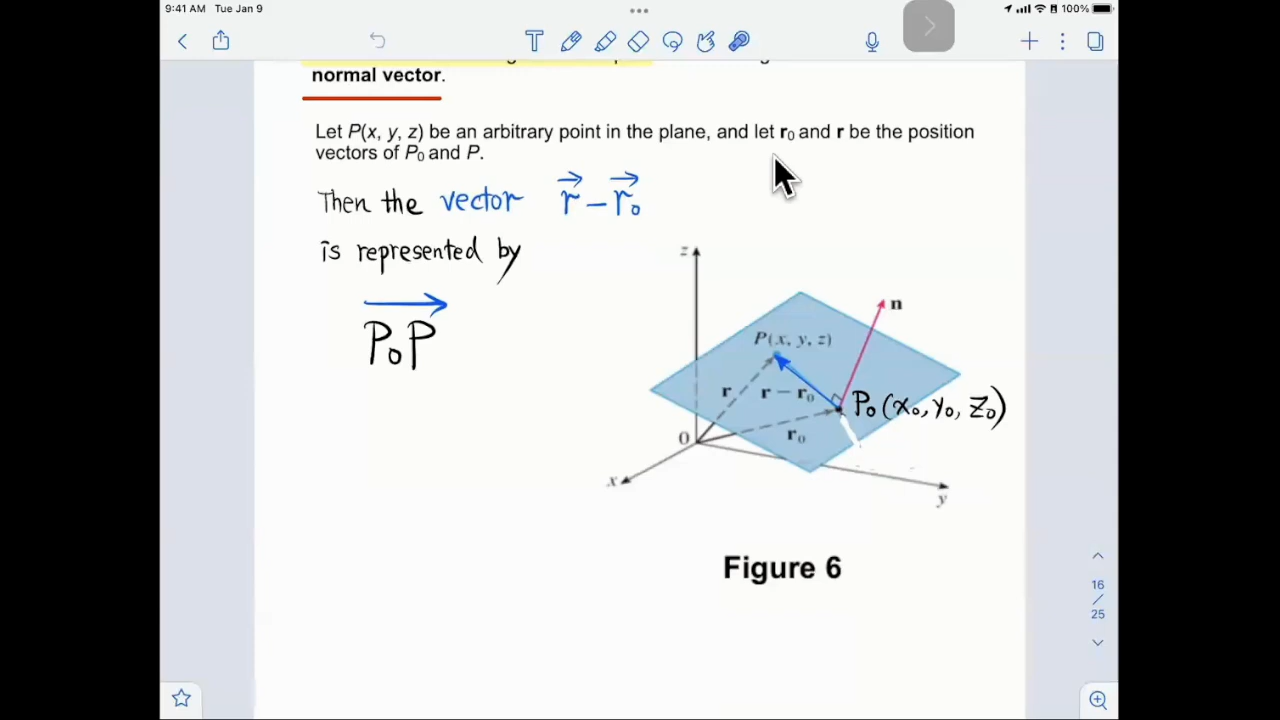 9:41 AM Tue Jan 9
100%
normal vector.
Let P(x, y, z) be an arbitrary point in the plane, and let r₀ and r be the position
vectors of P₀ and P.
Then the vector r⃗ – r⃗₀
is represented by
P₀P
z
n
P(x, y, z)
r
r – r₀
P₀(x₀, y₀, z₀)
0
r₀
x
y
Figure 6
16
/
25